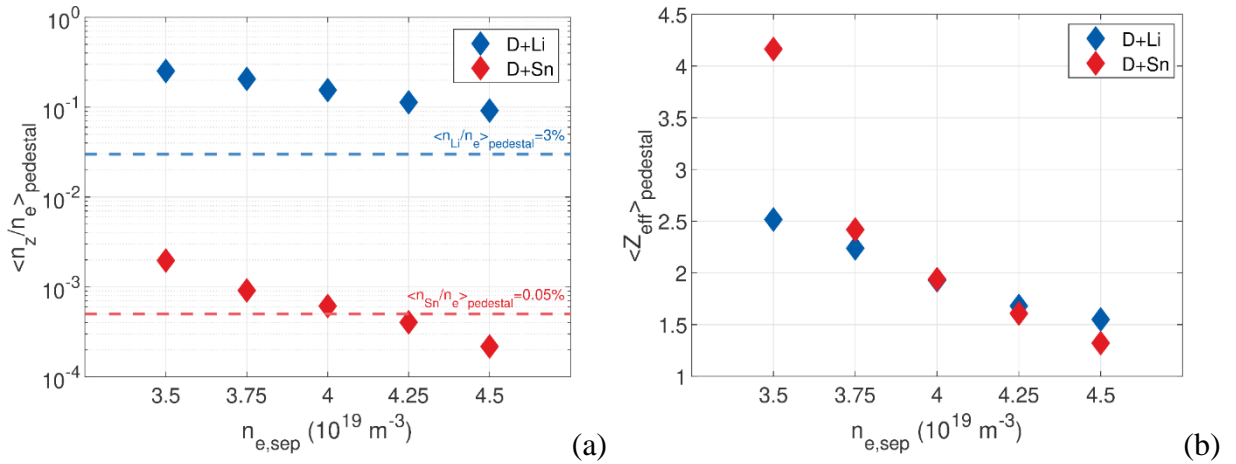 10^0
10^-1
10^-2
10^-3
10^-4
<n_z/n_e>_pedestal
D+Li
D+Sn
<n_Li/n_e>_pedestal=3%
<n_Sn/n_e>_pedestal=0.05%
3.5 3.75 4 4.25 4.5
n_e,sep (10^19 m^-3)
(a)
4.5
4
3.5
3
2.5
2
1.5
1
<Z_eff>_pedestal
D+Li
D+Sn
3.5 3.75 4 4.25 4.5
n_e,sep (10^19 m^-3)
(b)